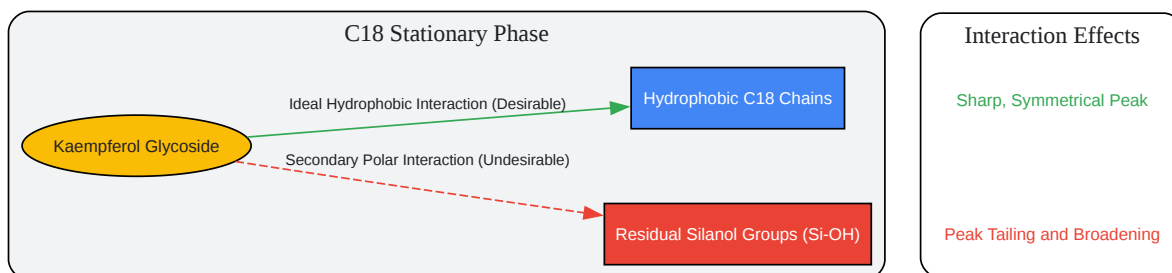 C18 Stationary Phase
Interaction Effects
Ideal Hydrophobic Interaction (Desirable)
Hydrophobic C18 Chains
Sharp, Symmetrical Peak
Kaempferol Glycoside
Secondary Polar Interaction (Undesirable)
Residual Silanol Groups (Si-OH)
Peak Tailing and Broadening